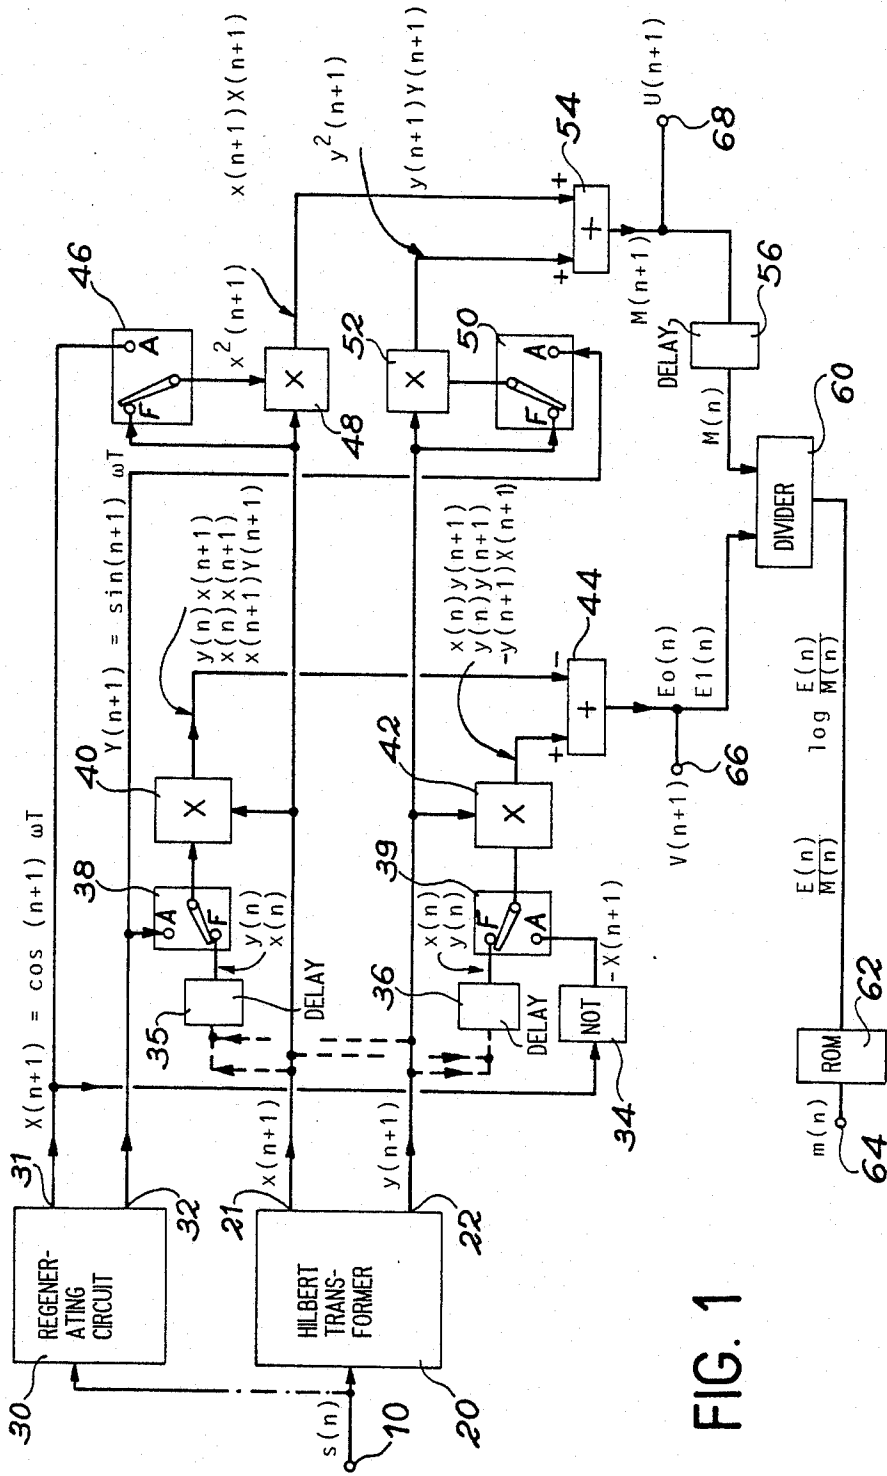 X(n+1) = cos (n+1) ωT
Y(n+1) = sin(n+1) ωT
46
A
F
x(n+1)X(n+1)
x²(n+1)
y²(n+1)
y(n+1)Y(n+1)
30
REGENER-
ATING
CIRCUIT
31
32
38
A
F
40
X
y(n)x(n+1)
x(n)x(n+1)
x(n+1)Y(n+1)
X
48
52
X
50
A
F
54
+
+
+
35
DELAY
y(n)
x(n)
s(n)
10
20
HILBERT
TRANS-
FORMER
21
x(n+1)
y(n+1)
22
36
DELAY
x(n)
y(n)
39
F
A
42
X
x(n)y(n+1)
y(n)y(n+1)
-y(n+1)X(n+1)
44
-
+
+
M(n+1)
U(n+1)
68
34
NOT
-X(n+1)
V(n+1)
66
Eo(n)
E1(n)
DELAY
56
M(n)
DIVIDER
60
m(n)
64
ROM
62
E(n)
M(n)
log E(n)
M(n)
FIG. 1